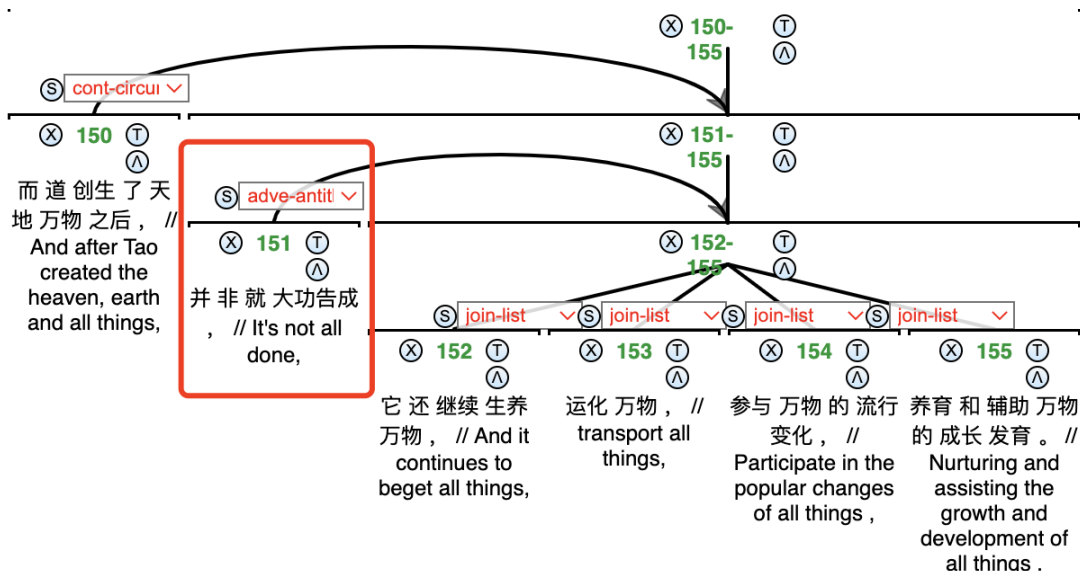 X 150-155 T
Λ
S cont-circui
X 150 T
Λ
而 道 创生 了 天
地 万物 之后 ， //
And after Tao
created the
heaven, earth
and all things,
X 151-155 T
Λ
S adve-antitl
X 151 T
Λ
并 非 就 大功告成
， // It's not all
done,
X 152-155 T
Λ
S join-list
S join-list
S join-list
S join-list
X 152 T
Λ
它 还 继续 生养
万物 ， // And it
continues to
beget all things,
X 153 T
Λ
运化 万物 ， //
transport all
things,
X 154 T
Λ
参与 万物 的 流行
变化 ， //
Participate in the
popular changes
of all things ,
X 155 T
Λ
养育 和 辅助 万物
的 成长 发育 。 //
Nurturing and
assisting the
growth and
development of
all things .